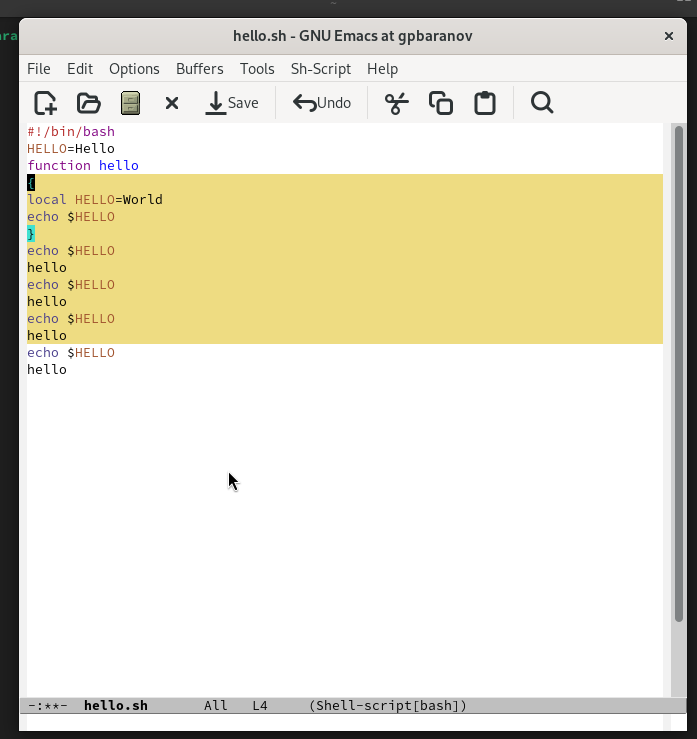 ara
hello.sh - GNU Emacs at gpbaranov
File Edit Options Buffers Tools Sh-Script Help
Save Undo
#!/bin/bash
HELLO=Hello
function hello
{
local HELLO=World
echo $HELLO
}
echo $HELLO
hello
echo $HELLO
hello
echo $HELLO
hello
echo $HELLO
hello
-:**- hello.sh All L4 (Shell-script[bash])